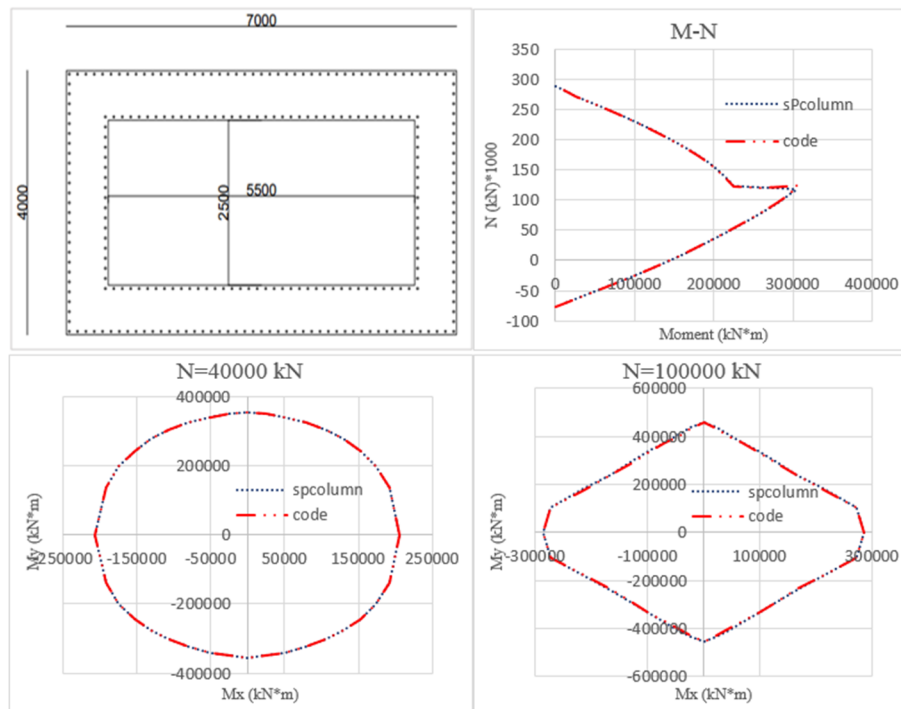 7000
4000
2500
5500
M-N
350
300
250
200
150
100
50
0
-50
-100
0
100000
200000
300000
400000
N (kN)*1000
Moment (kN*m)
sPcolumn
code
N=40000 kN
400000
200000
0
-200000
-400000
-250000
-150000
-50000
50000
150000
250000
My (kN*m)
Mx (kN*m)
spcolumn
code
N=100000 kN
600000
400000
200000
0
-200000
-400000
-600000
-300000
-100000
100000
300000
My (kN*m)
Mx (kN*m)
spcolumn
code